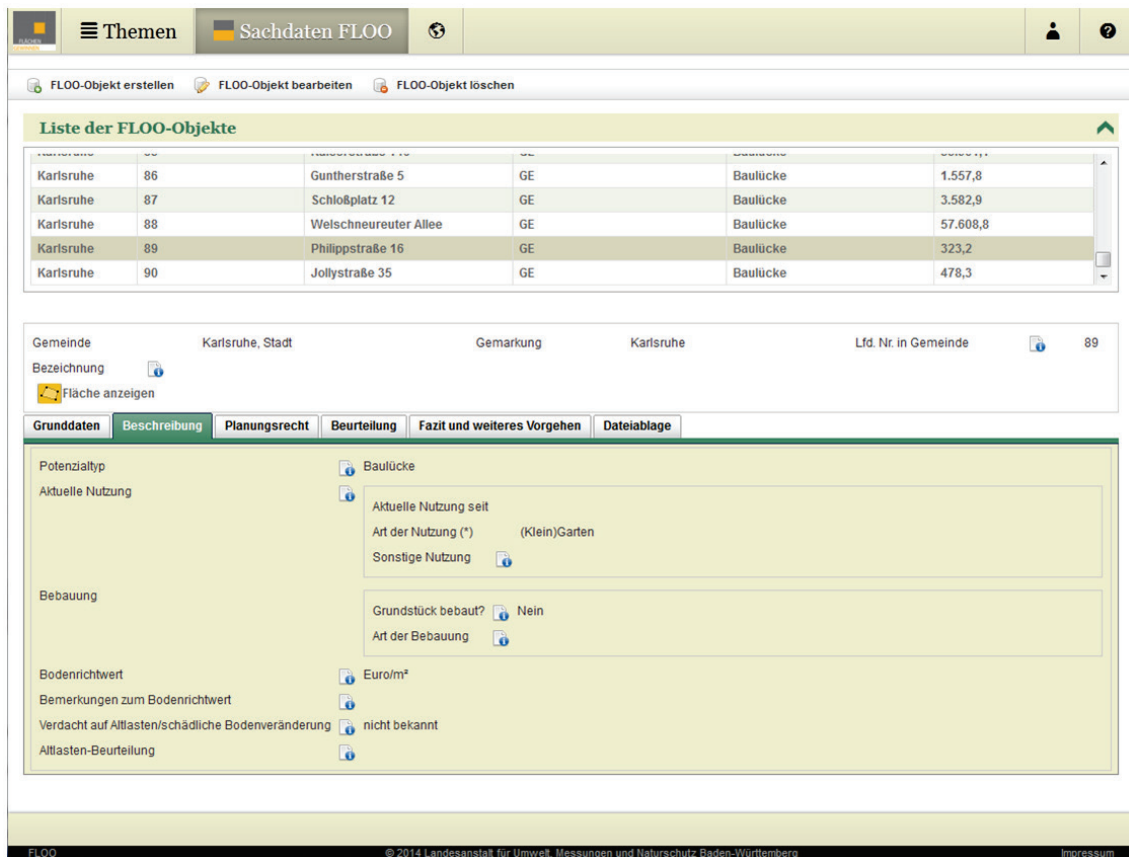 Themen Sachdaten FLOO
FLOO-Objekt erstellen FLOO-Objekt bearbeiten FLOO-Objekt löschen
Liste der FLOO-Objekte
Karlsruhe 86 Guntherstraße 5 GE Baulücke 1.557,8
Karlsruhe 87 Schloßplatz 12 GE Baulücke 3.582,9
Karlsruhe 88 Welschneureuter Allee GE Baulücke 57.608,8
Karlsruhe 89 Philippstraße 16 GE Baulücke 323,2
Karlsruhe 90 Jollystraße 35 GE Baulücke 478,3
Gemeinde Karlsruhe, Stadt Gemarkung Karlsruhe Lfd. Nr. in Gemeinde 89
Bezeichnung
Fläche anzeigen
Grunddaten Beschreibung Planungsrecht Beurteilung Fazit und weiteres Vorgehen Dateiablage
Potenzialtyp Baulücke
Aktuelle Nutzung
Aktuelle Nutzung seit
Art der Nutzung (*) (Klein)Garten
Sonstige Nutzung
Bebauung
Grundstück bebaut? Nein
Art der Bebauung
Bodenrichtwert Euro/m²
Bemerkungen zum Bodenrichtwert
Verdacht auf Altlasten/schädliche Bodenveränderung nicht bekannt
Altlasten-Beurteilung
FLOO © 2014 Landesanstalt für Umwelt, Messungen und Naturschutz Baden-Württemberg Impressum